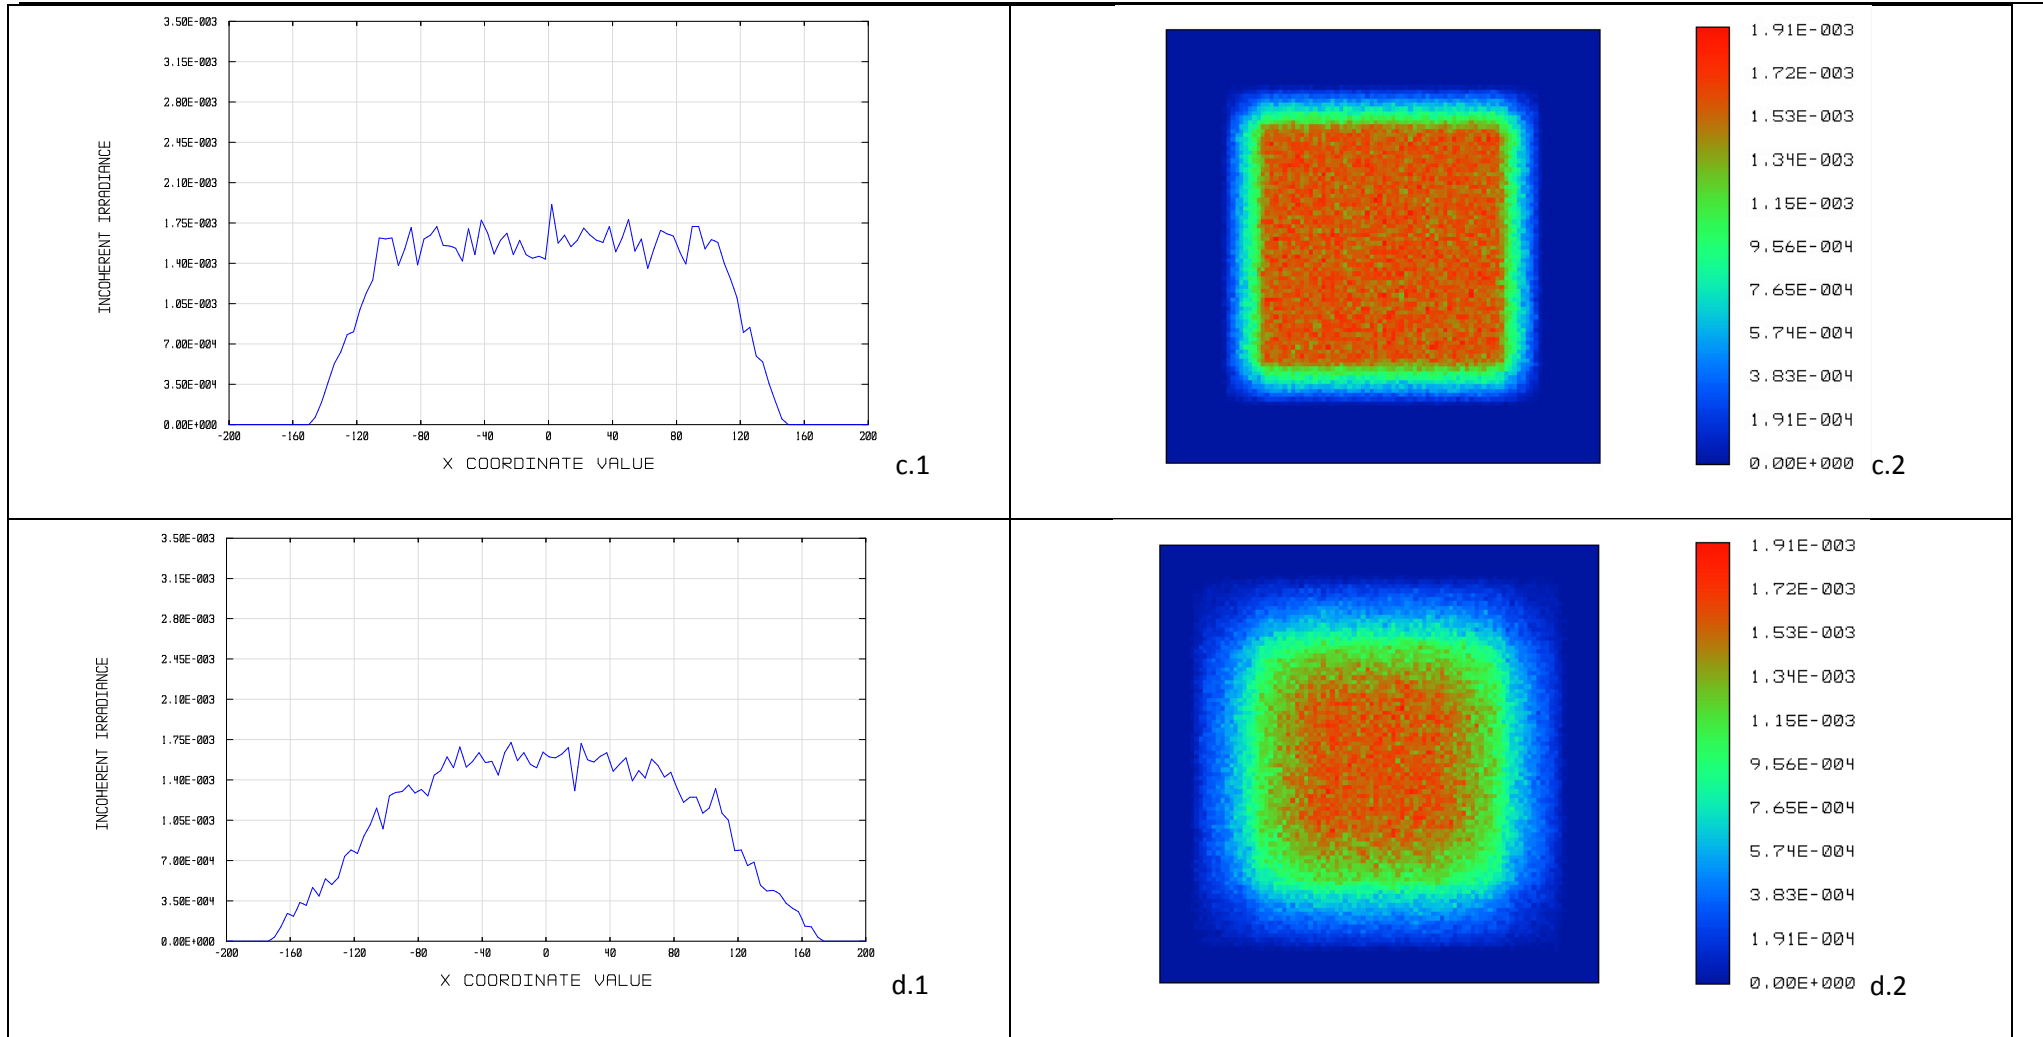 3.50E-003
3.15E-003
2.80E-003
2.45E-003
2.10E-003
1.75E-003
1.40E-003
1.05E-003
7.00E-004
3.50E-004
0.00E+000
INCOHERENT IRRADIANCE
-200 -160 -120 -80 -40 0 40 80 120 160 200
X COORDINATE VALUE
c.1
1.91E-003
1.72E-003
1.53E-003
1.34E-003
1.15E-003
9.56E-004
7.65E-004
5.74E-004
3.83E-004
1.91E-004
0.00E+000
c.2
3.50E-003
3.15E-003
2.80E-003
2.45E-003
2.10E-003
1.75E-003
1.40E-003
1.05E-003
7.00E-004
3.50E-004
0.00E+000
INCOHERENT IRRADIANCE
-200 -160 -120 -80 -40 0 40 80 120 160 200
X COORDINATE VALUE
d.1
1.91E-003
1.72E-003
1.53E-003
1.34E-003
1.15E-003
9.56E-004
7.65E-004
5.74E-004
3.83E-004
1.91E-004
0.00E+000
d.2